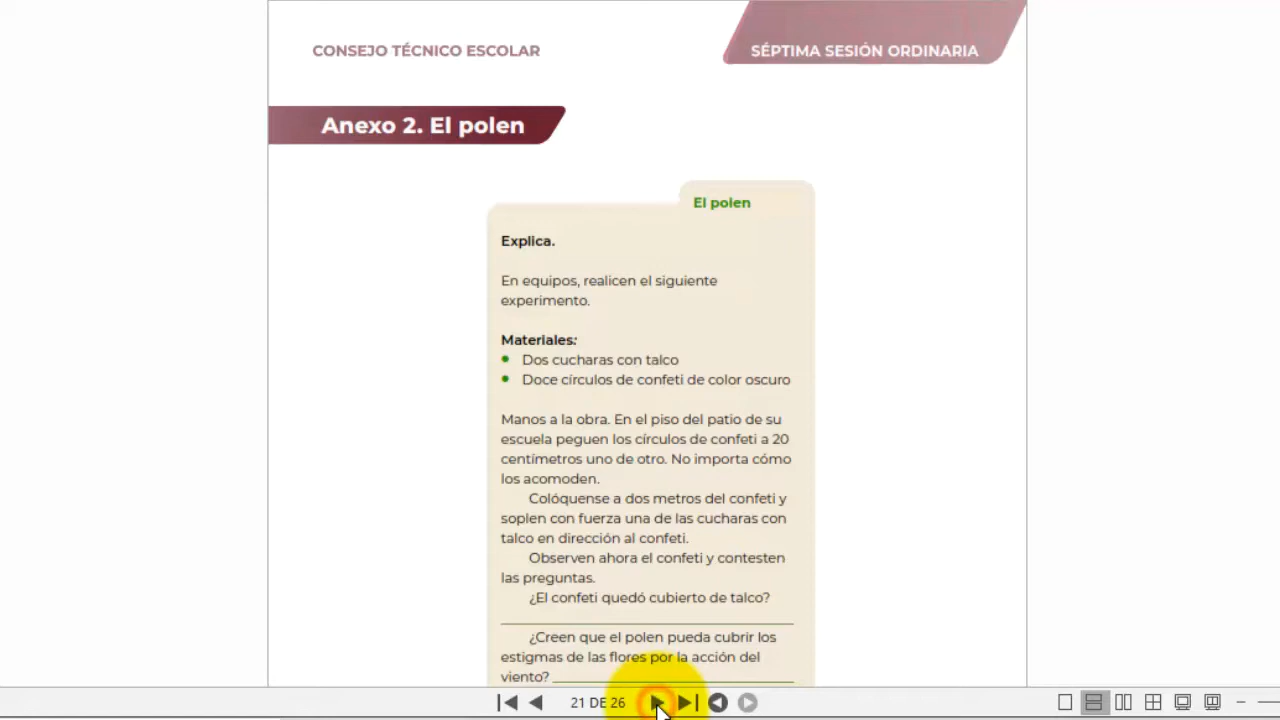 CONSEJO TÉCNICO ESCOLAR
SÉPTIMA SESIÓN ORDINARIA
Anexo 2. El polen
El polen
Explica.
En equipos, realicen el siguiente
experimento.
Materiales:
• Dos cucharas con talco
• Doce círculos de confeti de color oscuro
Manos a la obra. En el piso del patio de su
escuela peguen los círculos de confeti a 20
centímetros uno de otro. No importa cómo
los acomoden.
Colóquense a dos metros del confeti y
soplen con fuerza una de las cucharas con
talco en dirección al confeti.
Observen ahora el confeti y contesten
las preguntas.
¿El confeti quedó cubierto de talco?
¿Creen que el polen pueda cubrir los
estigmas de las flores por la acción del
viento?
21 DE 26